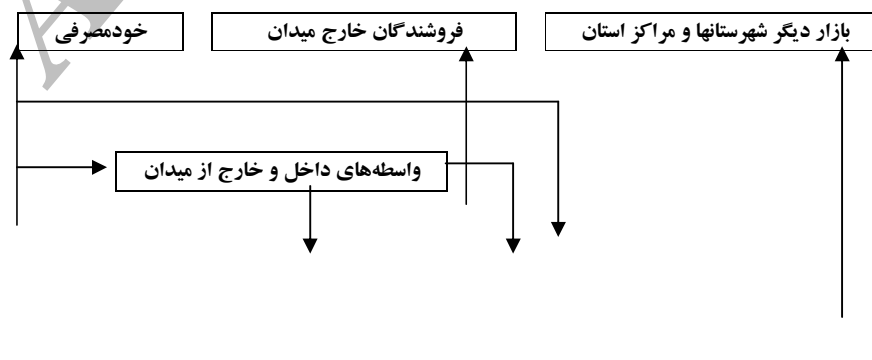 بازار دیگر شهرستانها و مراکز استان
فروشندگان خارج میدان
خودمصرفی
واسطه‌های داخل و خارج از میدان